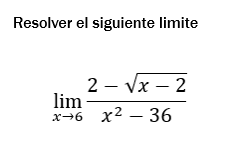 Resolver el siguiente limite
lim x→6 (2 − √(x − 2)) / (x² − 36)